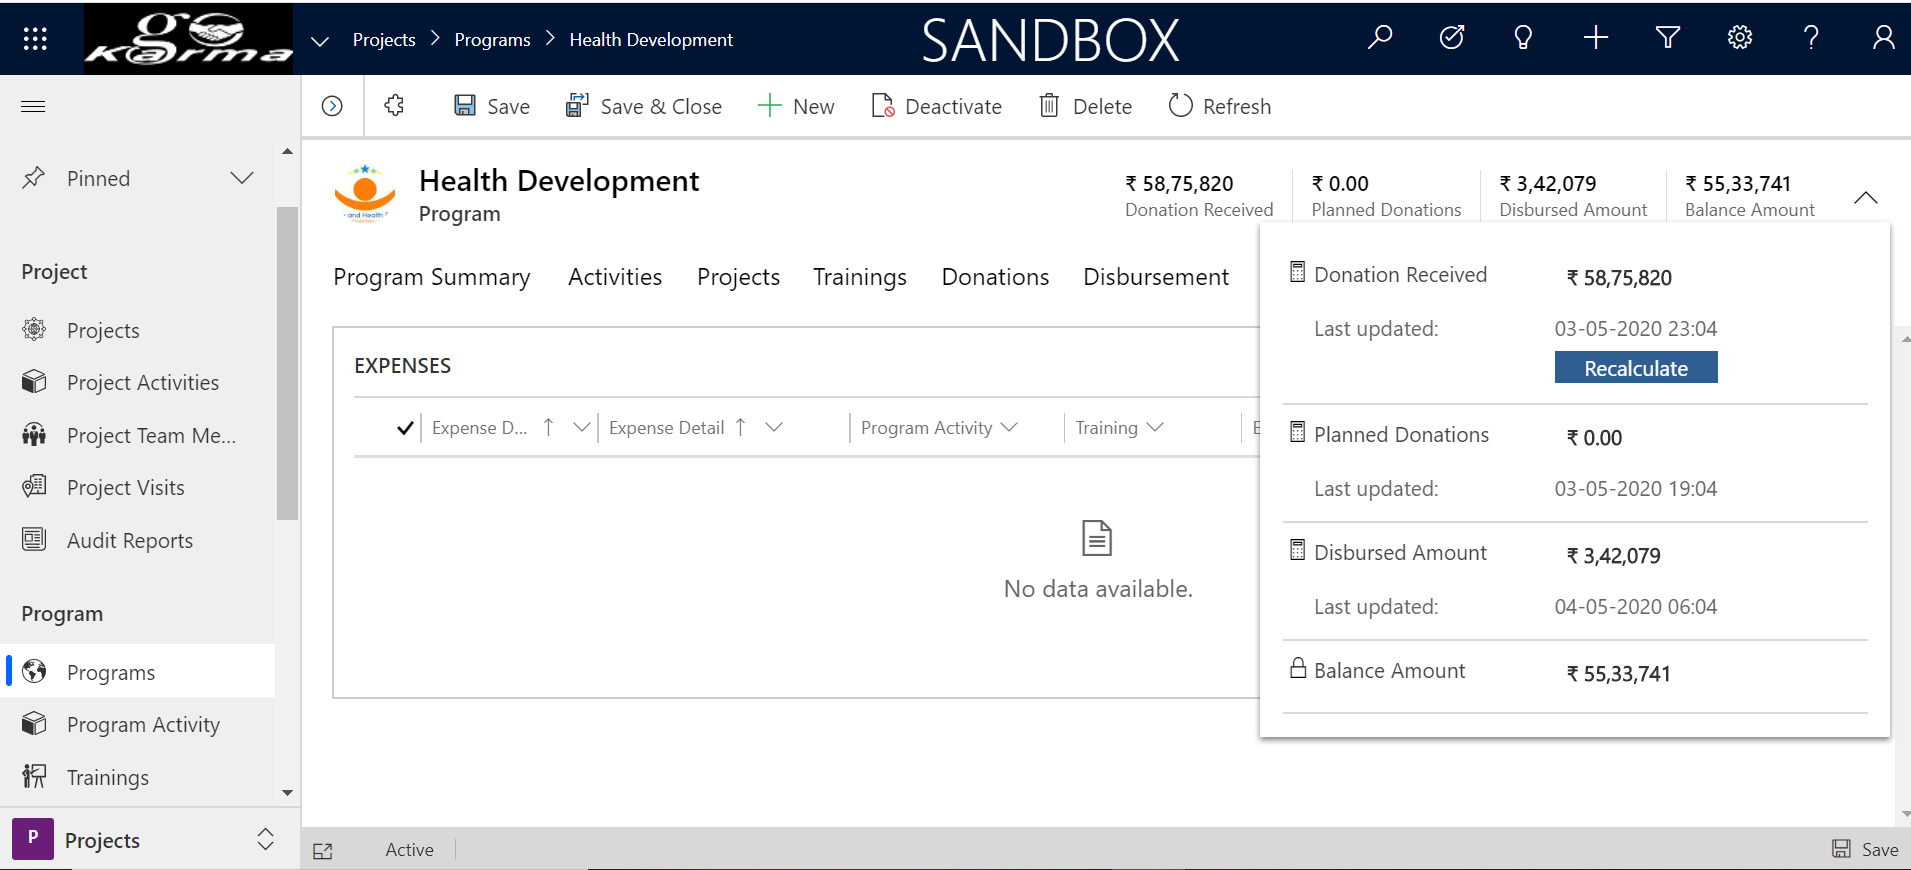 go karma
Projects > Programs > Health Development
SANDBOX
Save
Save & Close
New
Deactivate
Delete
Refresh
Pinned
Project
Projects
Project Activities
Project Team Me...
Project Visits
Audit Reports
Program
Programs
Program Activity
Trainings
P
Projects
and Health
Health Development
Program
₹ 58,75,820
Donation Received
₹ 0.00
Planned Donations
₹ 3,42,079
Disbursed Amount
₹ 55,33,741
Balance Amount
Program Summary
Activities
Projects
Trainings
Donations
Disbursement
EXPENSES
Expense D...
Expense Detail
Program Activity
Training
E
No data available.
Donation Received ₹ 58,75,820
Last updated: 03-05-2020 23:04
Recalculate
Planned Donations ₹ 0.00
Last updated: 03-05-2020 19:04
Disbursed Amount ₹ 3,42,079
Last updated: 04-05-2020 06:04
Balance Amount ₹ 55,33,741
Active
Save